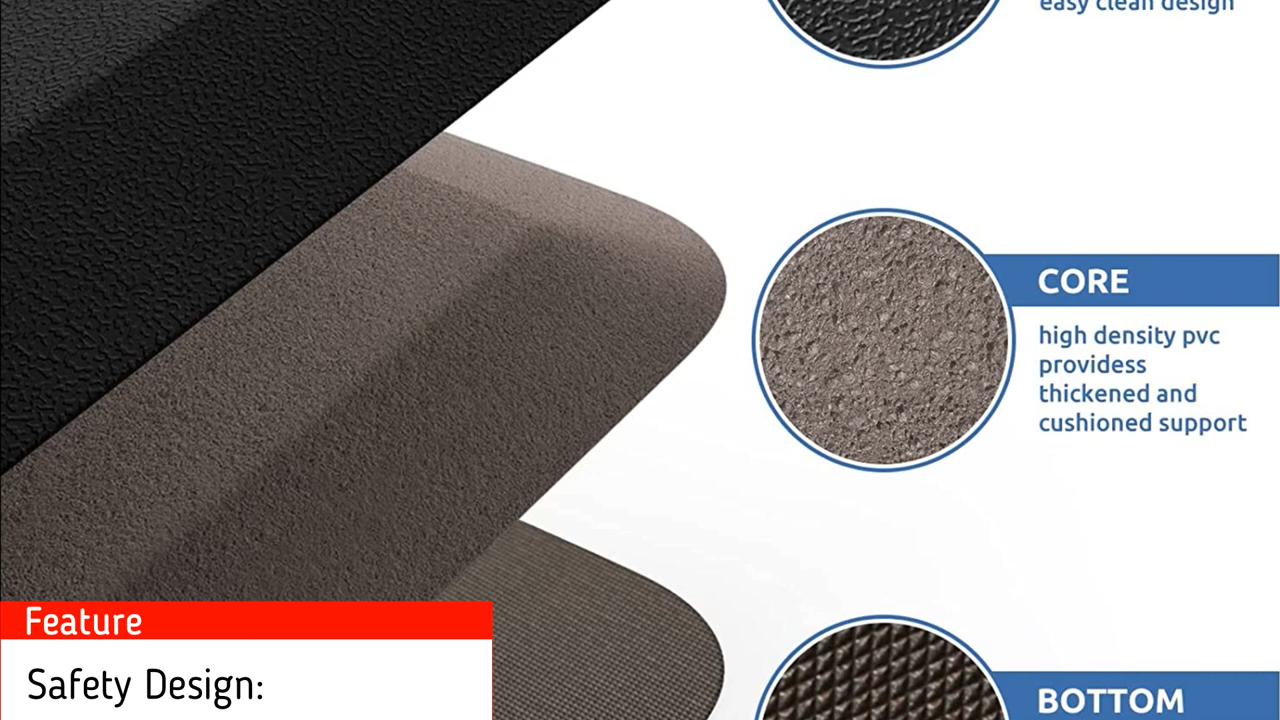 easy clean design
CORE
high density pvc
providess
thickened and
cushioned support
Feature
Safety Design:
BOTTOM